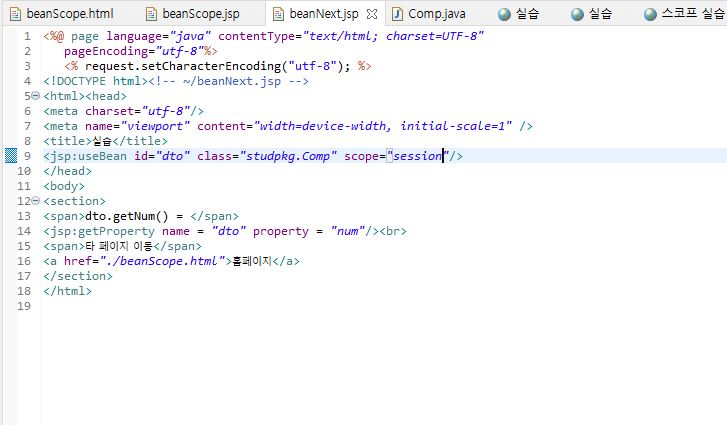 beanScope.html beanScope.jsp beanNext.jsp Comp.java 실습 실습 스코프 실습
1 <%@ page language="java" contentType="text/html; charset=UTF-8"
2 pageEncoding="utf-8"%>
3 <% request.setCharacterEncoding("utf-8"); %>
4 <!DOCTYPE html><!-- ~/beanNext.jsp -->
5 <html><head>
6 <meta charset="utf-8"/>
7 <meta name="viewport" content="width=device-width, initial-scale=1" />
8 <title>실습</title>
9 <jsp:useBean id="dto" class="studpkg.Comp" scope="session"/>
10 </head>
11 <body>
12 <section>
13 <span>dto.getNum() = </span>
14 <jsp:getProperty name = "dto" property = "num"/><br>
15 <span>타 페이지 이동</span>
16 <a href="./beanScope.html">홈페이지</a>
17 </section>
18 </html>
19